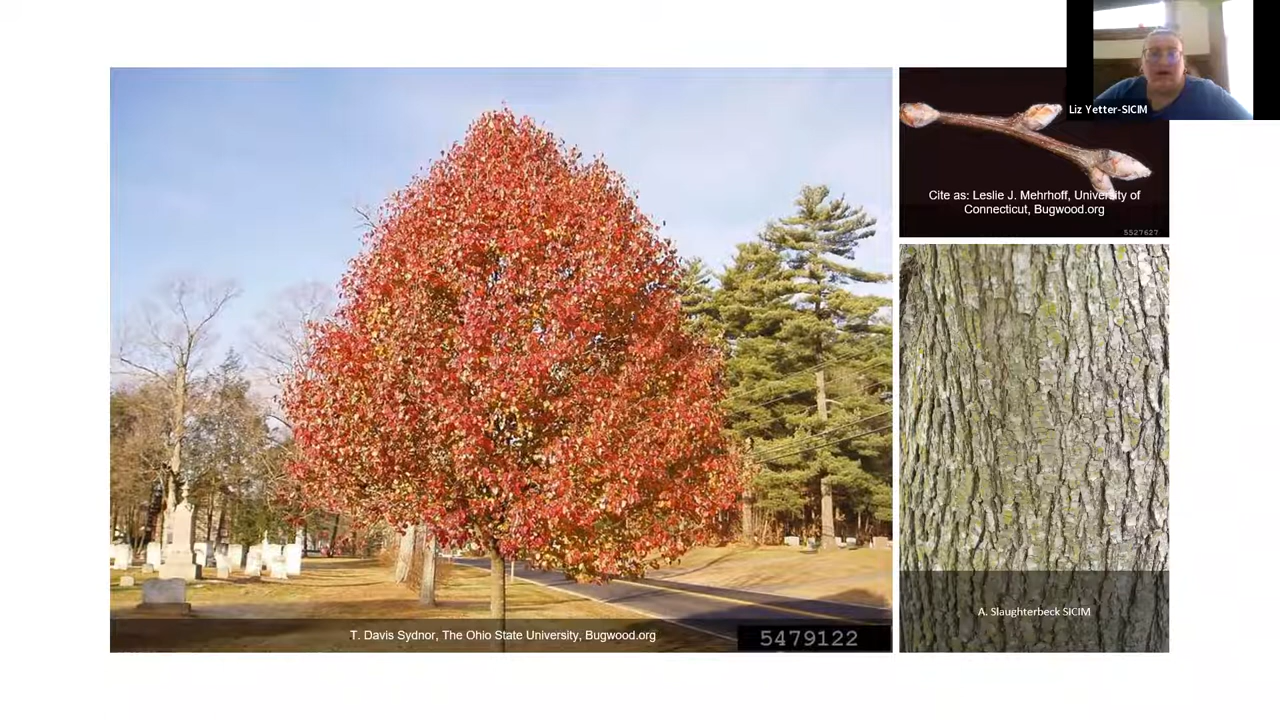 Liz Yetter-SICIM
Cite as: Leslie J. Mehrhoff, University of
Connecticut, Bugwood.org
5527627
A. Slaughterbeck SICIM
T. Davis Sydnor, The Ohio State University, Bugwood.org
5479122